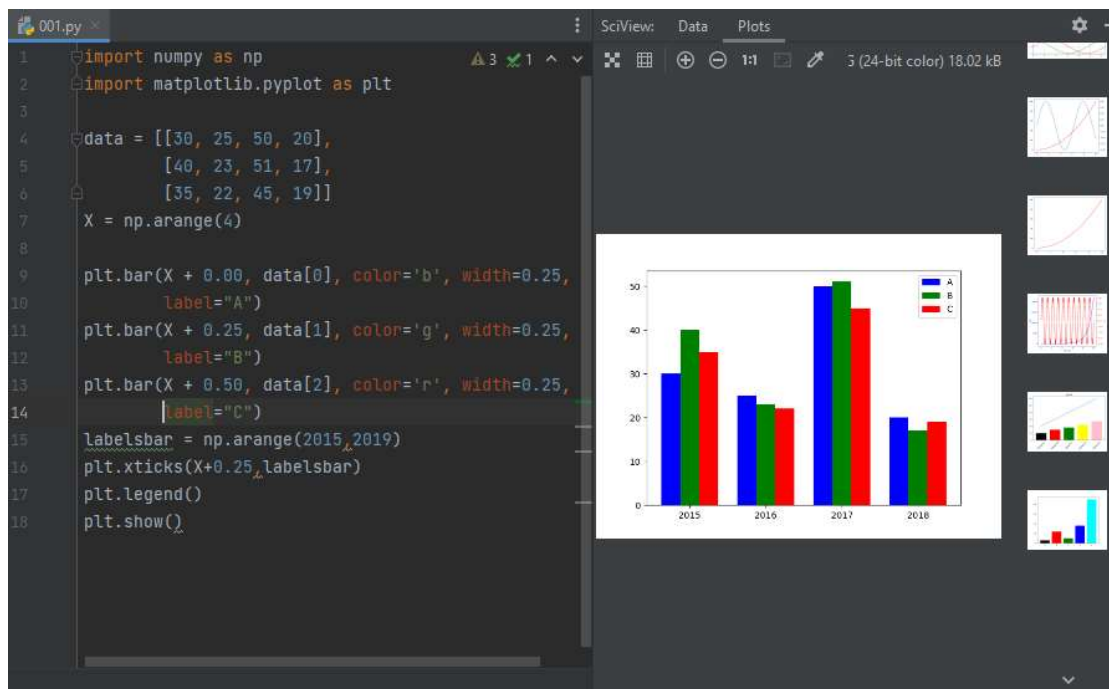 001.py
SciView: Data Plots
3 1
1:1
(24-bit color) 18.02 kB
1 import numpy as np
2 import matplotlib.pyplot as plt
3
4 data = [[30, 25, 50, 20],
5 [40, 23, 51, 17],
6 [35, 22, 45, 19]]
7 X = np.arange(4)
8
9 plt.bar(X + 0.00, data[0], color='b', width=0.25,
10 label="A")
11 plt.bar(X + 0.25, data[1], color='g', width=0.25,
12 label="B")
13 plt.bar(X + 0.50, data[2], color='r', width=0.25,
14 label="C")
15 labelsbar = np.arange(2015,2019)
16 plt.xticks(X+0.25,labelsbar)
17 plt.legend()
18 plt.show()
50
40
30
20
10
0
2015 2016 2017 2018
A
B
C